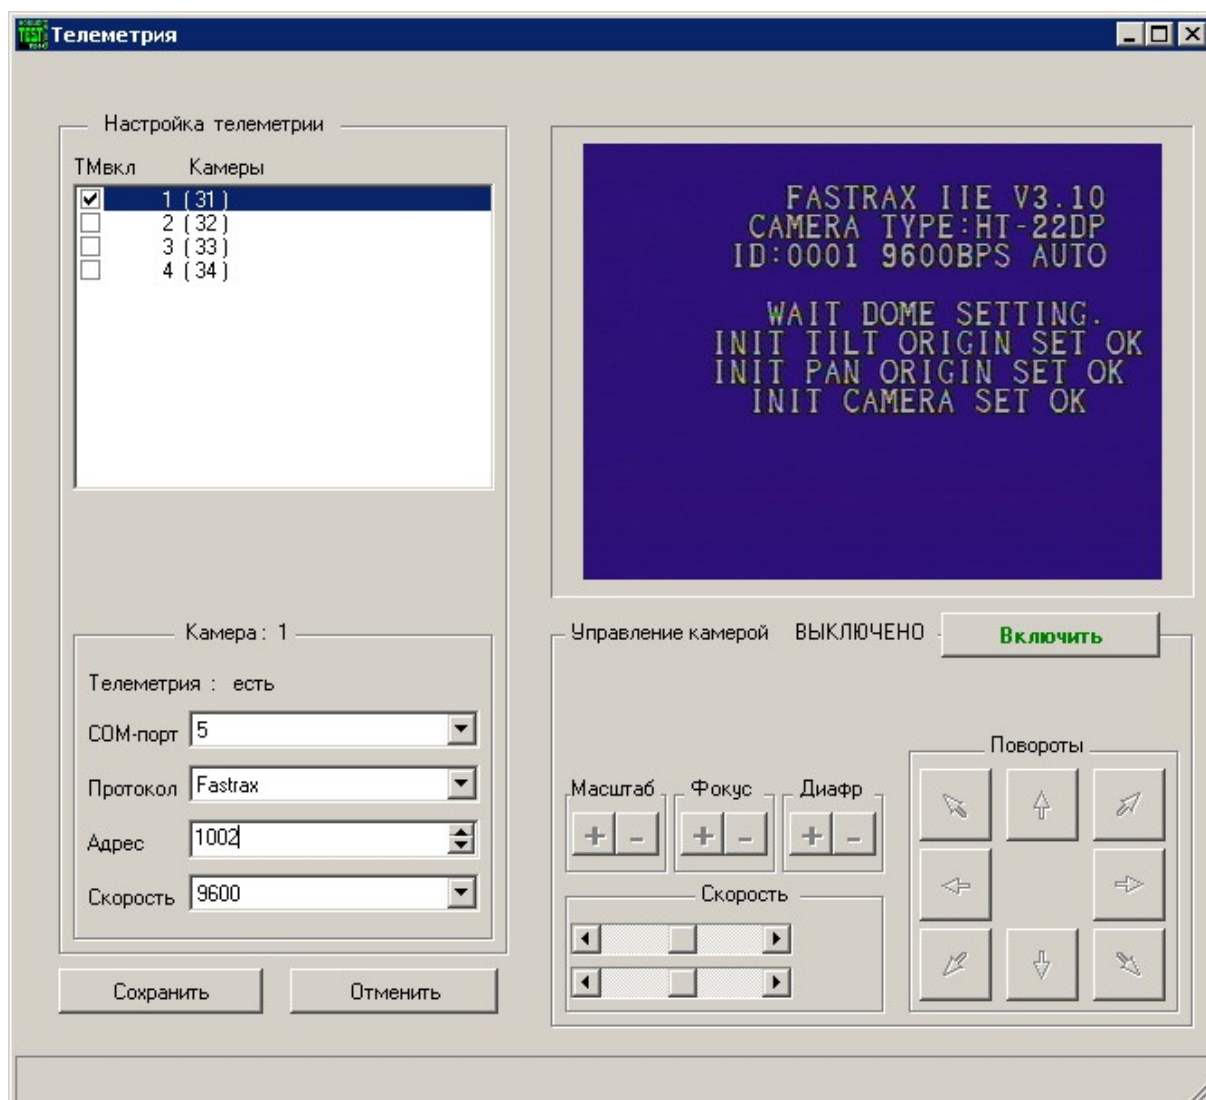 TEST
Телеметрия
Настройка телеметрии
ТМвкл Камеры
1 (31)
2 (32)
3 (33)
4 (34)
Камера: 1
Телеметрия : есть
COM-порт 5
Протокол Fastrax
Адрес 1002
Скорость 9600
Сохранить Отменить
FASTRAX IIE V3.10
CAMERA TYPE:HT-22DP
ID:0001 9600BPS AUTO
WAIT DOME SETTING.
INIT TILT ORIGIN SET OK
INIT PAN ORIGIN SET OK
INIT CAMERA SET OK
Управление камерой ВЫКЛЮЧЕНО Включить
Масштаб Фокус Диафр
+ - + - + -
Скорость
Повороты